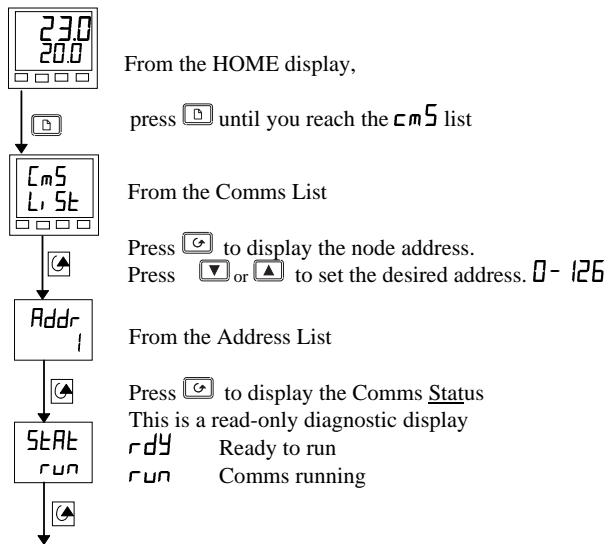 23.0
20.0
From the HOME display,
press until you reach the cmS list
CmS
LiSt
From the Comms List
Press to display the node address.
Press or to set the desired address. 0- 126
Addr
1
From the Address List
Press to display the Comms Status
This is a read-only diagnostic display
StAt
run
rdy Ready to run
run Comms running